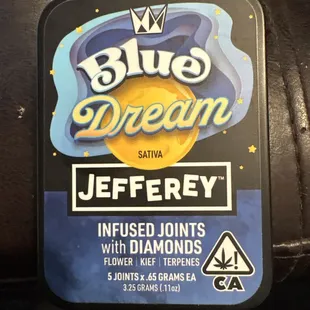 Blue
Dream
SATIVA
JEFFEREY™
INFUSED JOINTS
with DIAMONDS
FLOWER | KIEF | TERPENES
5 JOINTS x .65 GRAMS EA
3.25 GRAMS (.11oz)
!
CA